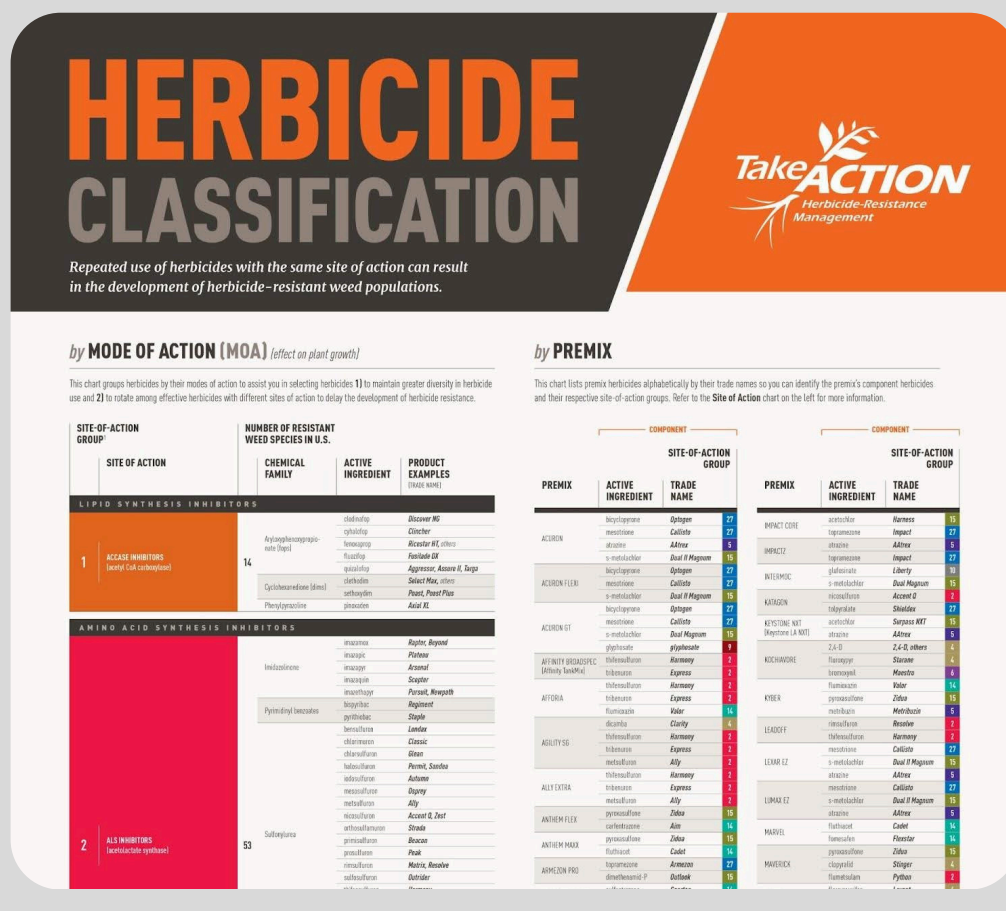 HERBICIDE
CLASSIFICATION
Repeated use of herbicides with the same site of action can result
in the development of herbicide-resistant weed populations.
Take ACTION
Herbicide-Resistance
Management
by MODE OF ACTION (MOA) (effect on plant growth)
This chart groups herbicides by their modes of action to assist you in selecting herbicides 1) to maintain greater diversity in herbicide
use and 2) to rotate among effective herbicides with different sites of action to delay the development of herbicide resistance.
SITE-OF-ACTION
GROUP
NUMBER OF RESISTANT
WEED SPECIES IN U.S.
SITE OF ACTION
CHEMICAL
FAMILY
ACTIVE
INGREDIENT
PRODUCT
EXAMPLES
(TRADE NAME)
LIPID SYNTHESIS INHIBITORS
1
ACCASE INHIBITORS
(acetyl CoA carboxylase)
14
Aryloxyphenoxypropio-
nate (fops)
clodinafop Discover NG
cyhalofop Clincher
fenoxaprop Ricestar HT, others
fluazifop Fusilade DX
quizalofop Aggressor, Assure II, Targa
Cyclohexanedione (dims)
clethodim Select Max, others
sethoxydim Poast, Poast Plus
Phenylpyrazoline pinoxaden Axial XL
AMINO ACID SYNTHESIS INHIBITORS
2
ALS INHIBITORS
(acetolactate synthase)
53
Imidazolinone
imazamox Raptor, Beyond
imazapic Plateau
imazapyr Arsenal
imazaquin Scepter
imazethapyr Pursuit, Newpath
Pyrimidinyl benzoates
bispyribac Regiment
pyrithiobac Staple
Sulfonylurea
bensulfuron Londax
chlorimuron Classic
chlorsulfuron Glean
halosulfuron Permit, Sandea
iodosulfuron Autumn
mesosulfuron Osprey
metsulfuron Ally
nicosulfuron Accent Q, Zest
orthosulfamuron Strada
primisulfuron Beacon
prosulfuron Peak
rimsulfuron Matrix, Resolve
sulfosulfuron Outrider
by PREMIX
This chart lists premix herbicides alphabetically by their trade names so you can identify the premix's component herbicides
and their respective site-of-action groups. Refer to the Site of Action chart on the left for more information.
COMPONENT
SITE-OF-ACTION
GROUP
PREMIX
ACTIVE
INGREDIENT
TRADE
NAME
ACURON
bicyclopyrone Optogen 27
mesotrione Callisto 27
atrazine AAtrex 5
s-metolachlor Dual II Magnum 15
ACURON FLEXI
bicyclopyrone Optogen 27
mesotrione Callisto 27
s-metolachlor Dual II Magnum 15
ACURON GT
bicyclopyrone Optogen 27
mesotrione Callisto 27
s-metolachlor Dual Magnum 15
glyphosate glyphosate 9
AFFINITY BROADSPEC
(Affinity TankMix)
thifensulfuron Harmony 2
tribenuron Express 2
AFFORIA
thifensulfuron Harmony 2
tribenuron Express 2
flumioxazin Valor 14
AGILITY SG
dicamba Clarity 4
thifensulfuron Harmony 2
tribenuron Express 2
metsulfuron Ally 2
ALLY EXTRA
thifensulfuron Harmony 2
tribenuron Express 2
metsulfuron Ally 2
ANTHEM FLEX
pyroxasulfone Zidua 15
carfentrazone Aim 14
ANTHEM MAXX
pyroxasulfone Zidua 15
fluthiacet Cadet 14
ARMEZON PRO
topramezone Armezon 27
dimethenamid-P Outlook 15
COMPONENT
SITE-OF-ACTION
GROUP
PREMIX
ACTIVE
INGREDIENT
TRADE
NAME
IMPACT CORE
acetochlor Harness 15
topramezone Impact 27
IMPACTZ
atrazine AAtrex 5
topramezone Impact 27
INTERMOC
glufosinate Liberty 10
s-metolachlor Dual Magnum 15
KATAGON
nicosulfuron Accent Q 2
tolpyralate Shieldex 27
KEYSTONE NXT
(Keystone LA NXT)
acetochlor Surpass NXT 15
atrazine AAtrex 5
KOCHIAVORE
2,4-D 2,4-D, others 4
fluroxypyr Starane 4
bromoxynil Maestro 6
KYBER
flumioxazin Valor 14
pyroxasulfone Zidua 15
metribuzin Metribuzin 5
LEADOFF
rimsulfuron Resolve 2
thifensulfuron Harmony 2
LEXAR EZ
mesotrione Callisto 27
s-metolachlor Dual II Magnum 15
atrazine AAtrex 5
LUMAX EZ
mesotrione Callisto 27
s-metolachlor Dual II Magnum 15
atrazine AAtrex 5
MARVEL
fluthiacet Cadet 14
fomesafen Flexstar 14
MAVERICK
pyroxasulfone Zidua 15
clopyralid Stinger 4
flumetsulam Python 2